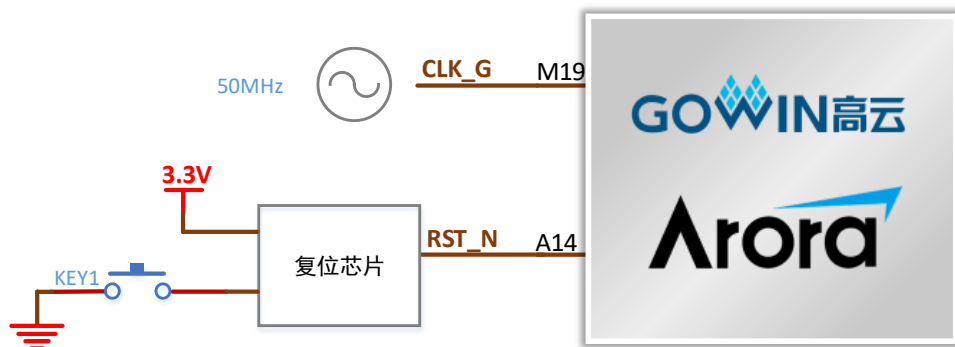 50MHz
CLK_G
M19
GOWIN高云
3.3V
Arora
RST_N
A14
复位芯片
KEY1